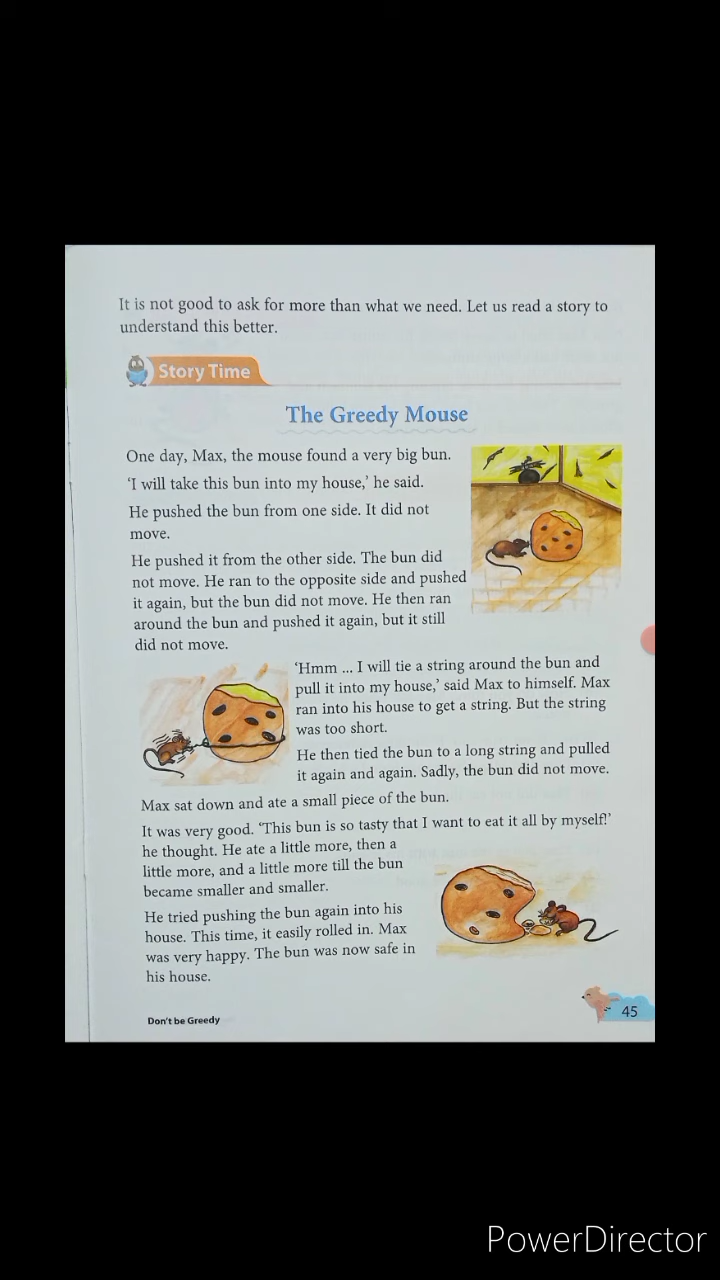 It is not good to ask for more than what we need. Let us read a story to
understand this better.
Story Time
The Greedy Mouse
One day, Max, the mouse found a very big bun.
‘I will take this bun into my house,’ he said.
He pushed the bun from one side. It did not
move.
He pushed it from the other side. The bun did
not move. He ran to the opposite side and pushed
it again, but the bun did not move. He then ran
around the bun and pushed it again, but it still
did not move.
‘Hmm ... I will tie a string around the bun and
pull it into my house,’ said Max to himself. Max
ran into his house to get a string. But the string
was too short.
He then tied the bun to a long string and pulled
it again and again. Sadly, the bun did not move.
Max sat down and ate a small piece of the bun.
It was very good. ‘This bun is so tasty that I want to eat it all by myself!’
he thought. He ate a little more, then a
little more, and a little more till the bun
became smaller and smaller.
He tried pushing the bun again into his
house. This time, it easily rolled in. Max
was very happy. The bun was now safe in
his house.
Don't be Greedy
45
PowerDirector